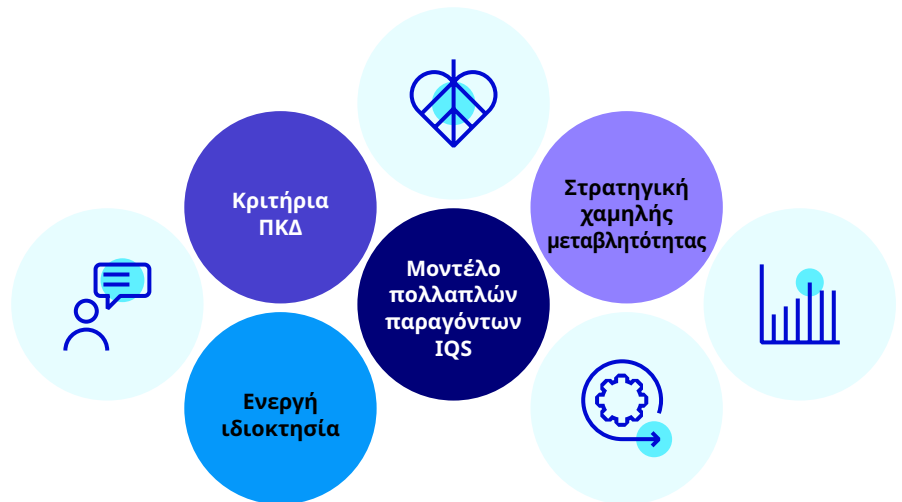 Κριτήρια
ΠΚΔ
Στρατηγική
χαμηλής
μεταβλητότητας
Μοντέλο
πολλαπλών
παραγόντων
IQS
Ενεργή
ιδιοκτησία